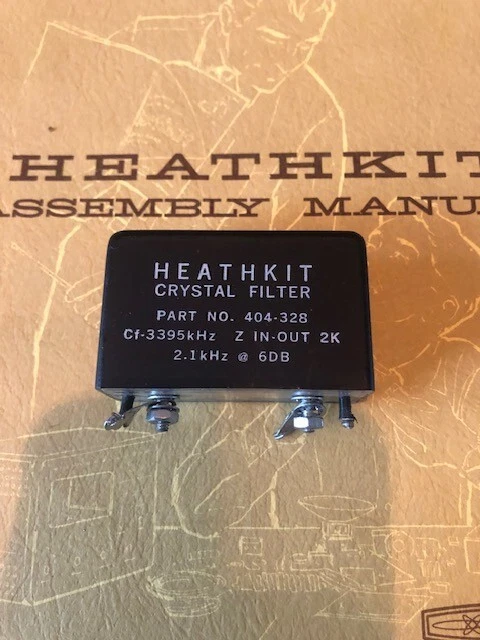 HEATHKIT
ASSEMBLY MANU
HEATHKIT
CRYSTAL FILTER
PART NO. 404-328
Cf-3395kHz Z IN-OUT 2K
2.1kHz @ 6DB